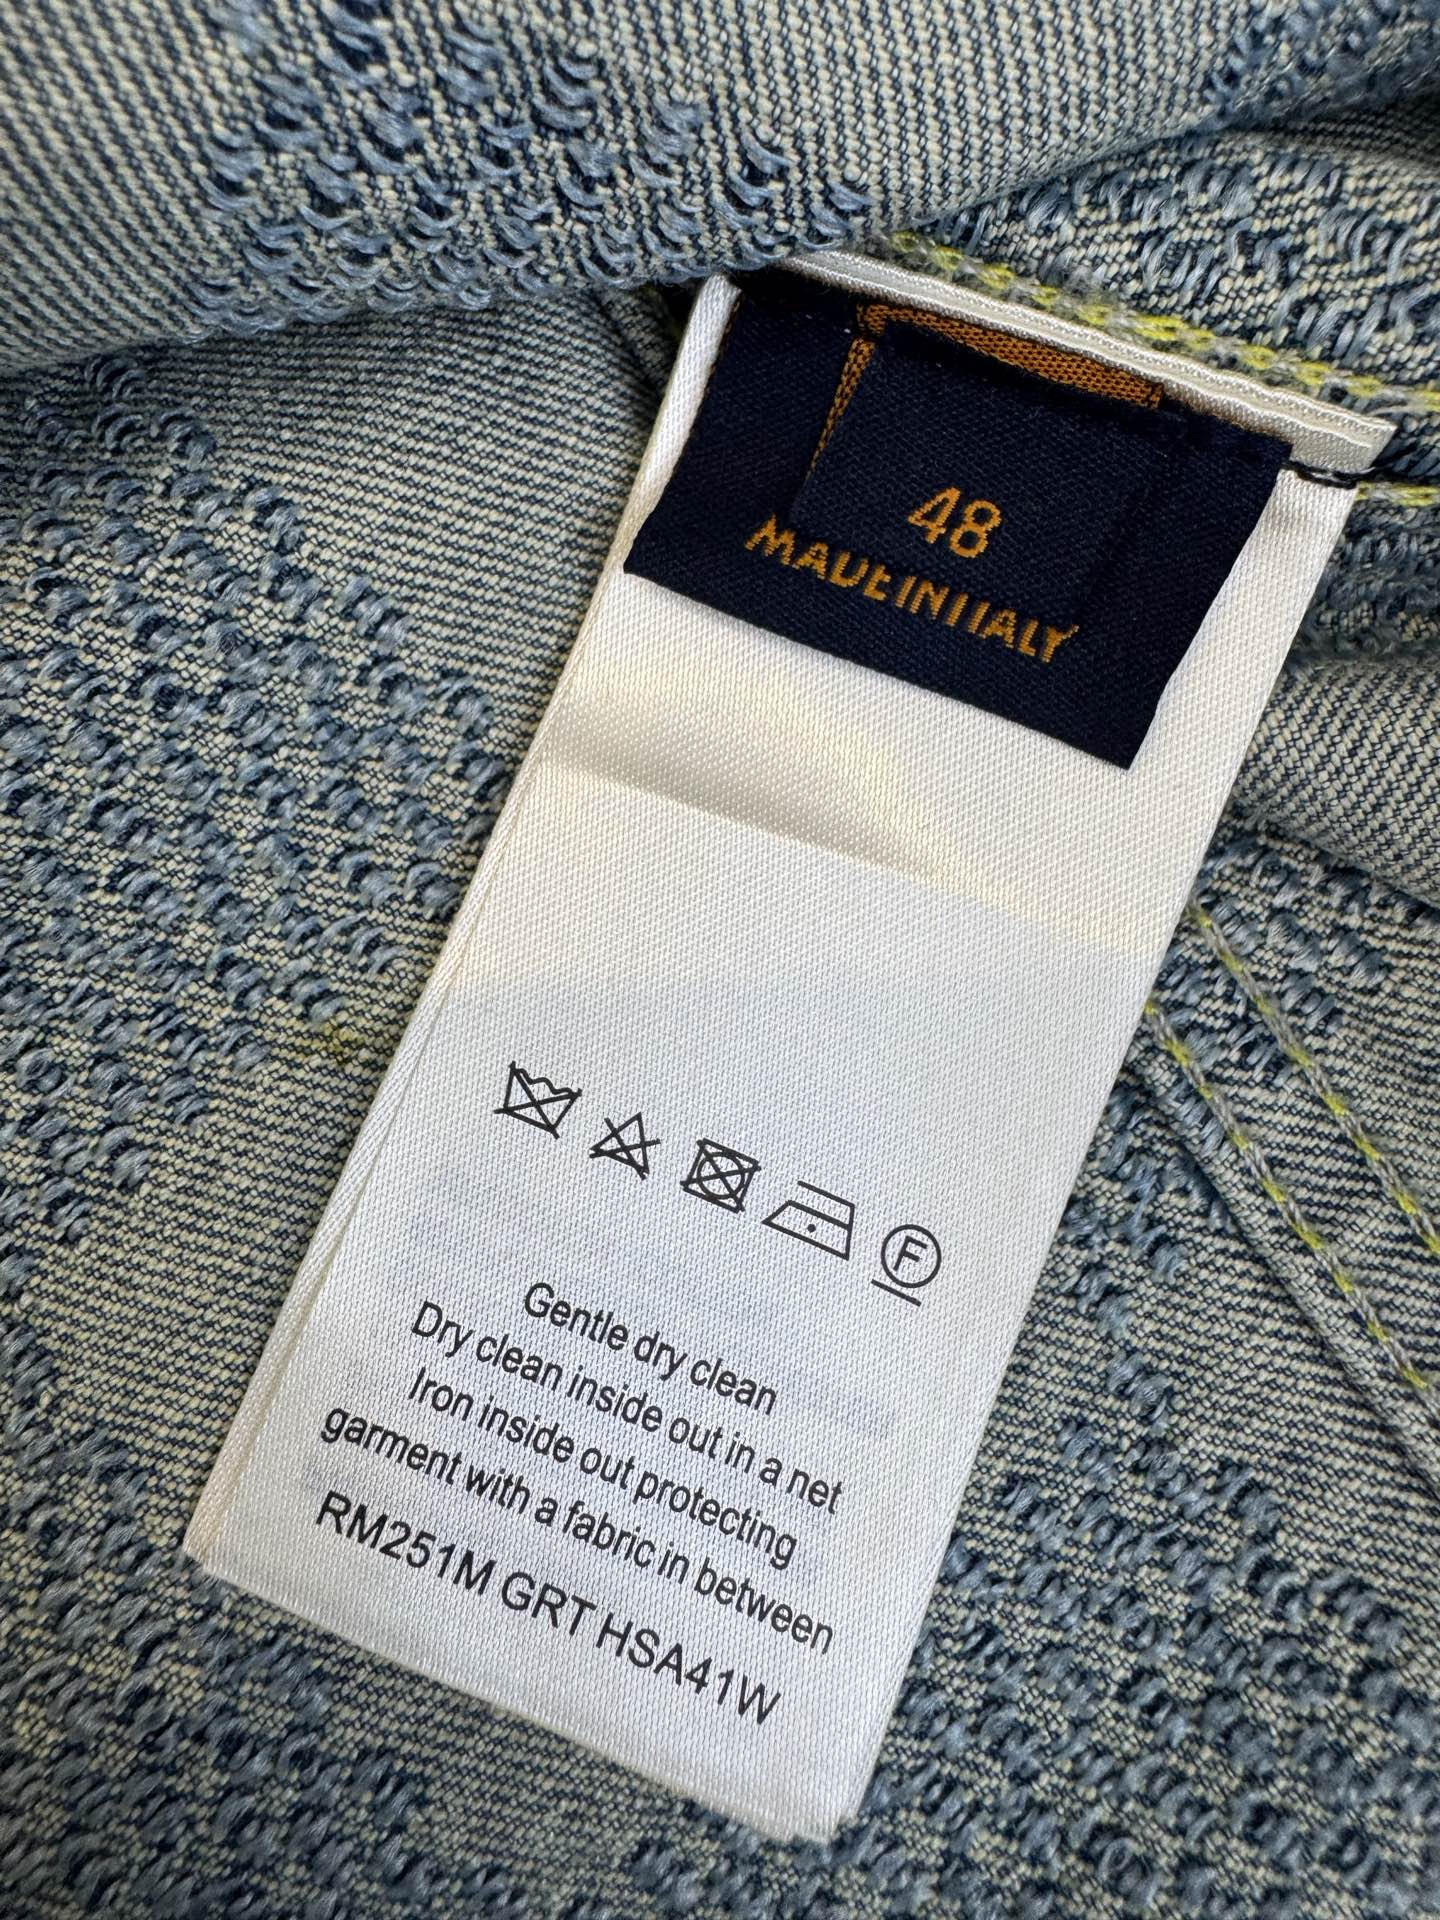 48
MADE IN ITALY
F
Gentle dry clean
Dry clean inside out in a net
Iron inside out protecting
garment with a fabric in between
RM251M GRT HSA41W